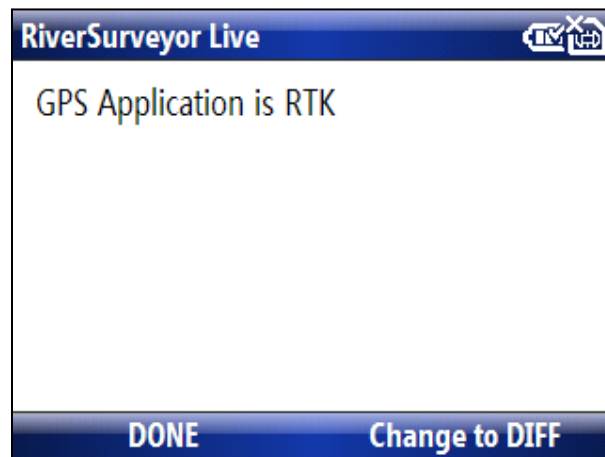 RiverSurveyor Live
GPS Application is RTK
DONE Change to DIFF